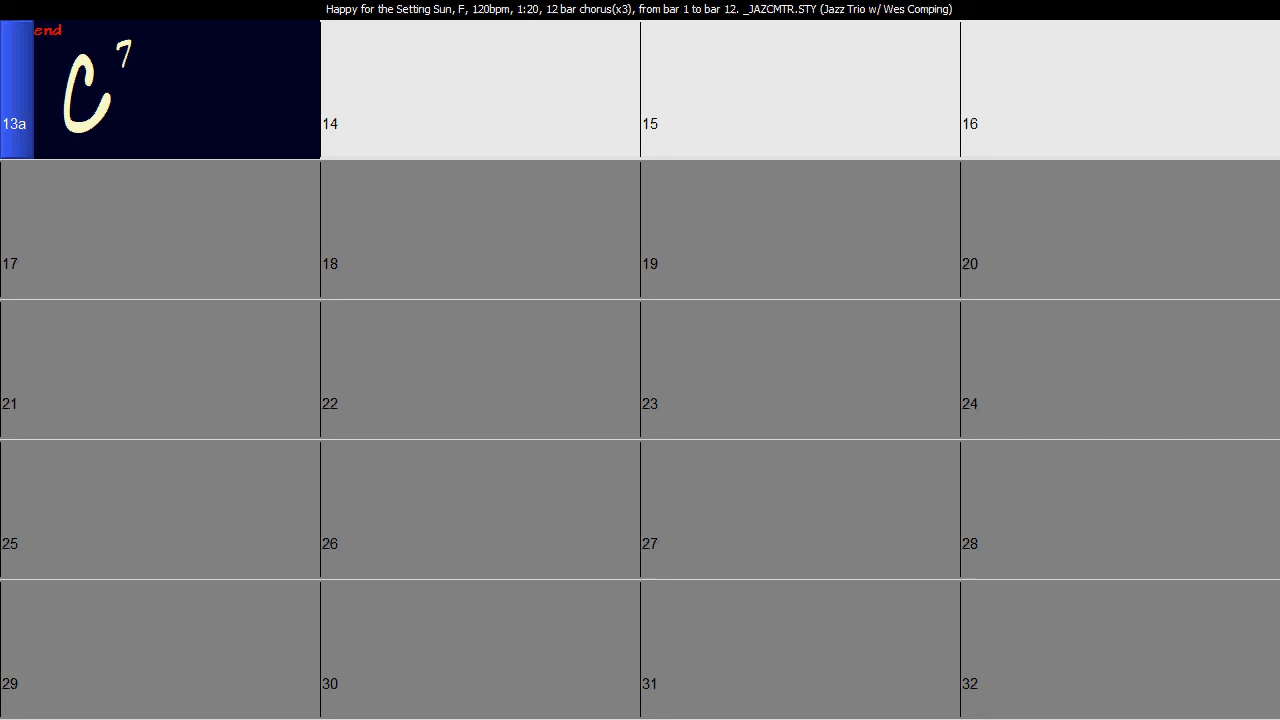 Happy for the Setting Sun, F, 120bpm, 1:20, 12 bar chorus(x3), from bar 1 to bar 12. _JAZCMTR.STY (Jazz Trio w/ Wes Comping)
end
C7
13a 14 15 16
17 18 19 20
21 22 23 24
25 26 27 28
29 30 31 32